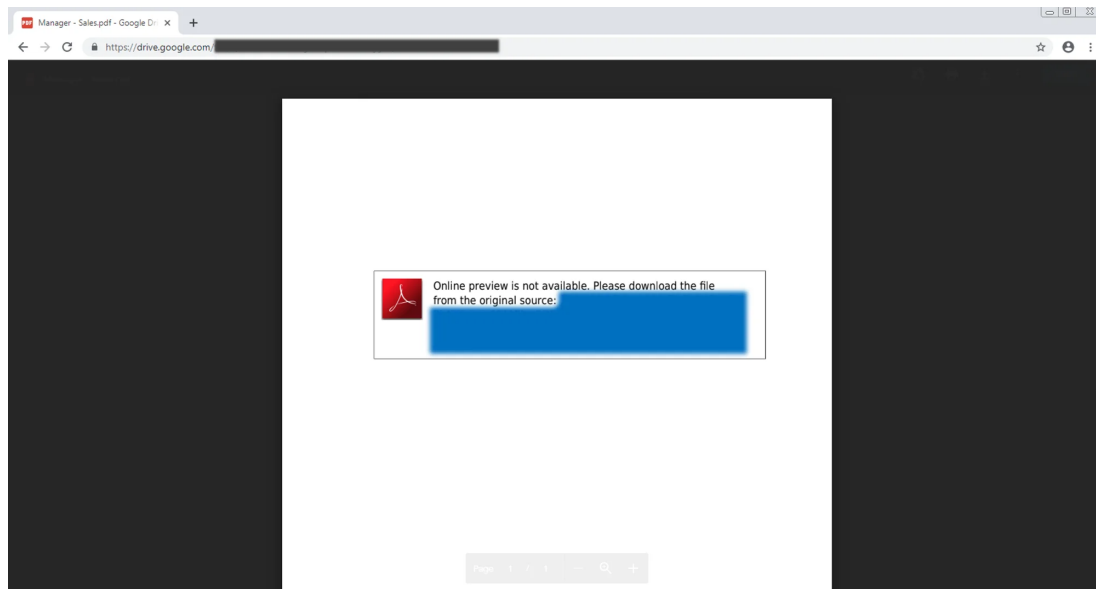 Manager - Sales.pdf - Google Dri
https://drive.google.com/
Online preview is not available. Please download the file
from the original source:
Page 1 / 1